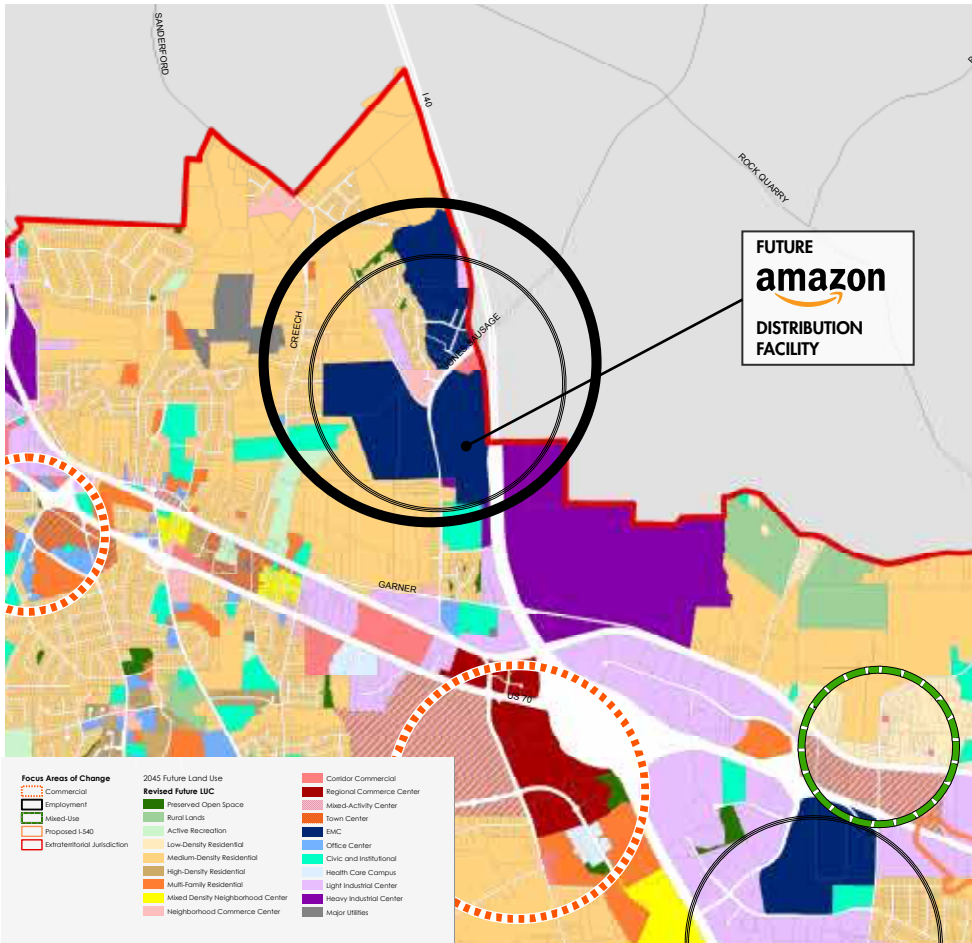 SANDERFORD
I 40
ROCK QUARRY
FUTURE
amazon
DISTRIBUTION
FACILITY
CREECH
JONES SAUSAGE
GARNER
US 70
Focus Areas of Change
Commercial
Employment
Mixed-Use
Proposed I-540
Extraterritorial Jurisdiction
2045 Future Land Use
Revised Future LUC
Preserved Open Space
Rural Lands
Active Recreation
Low-Density Residential
Medium-Density Residential
High-Density Residential
Multi-Family Residential
Mixed Density Neighborhood Center
Neighborhood Commerce Center
Corridor Commercial
Regional Commerce Center
Mixed-Activity Center
Town Center
EMC
Office Center
Civic and Institutional
Health Care Campus
Light Industrial Center
Heavy Industrial Center
Major Utilities